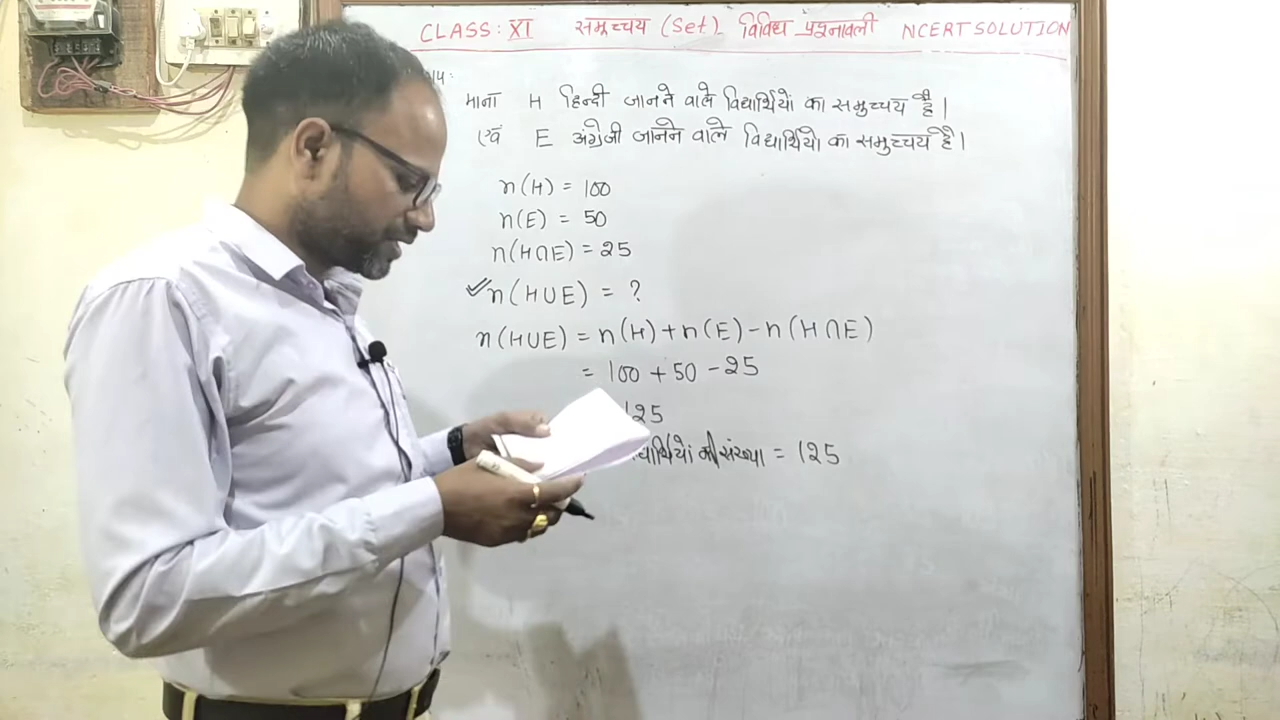 CLASS: XI समुच्चय (Set) विविध प्रश्नावली NCERT SOLUTION
14:
माना H हिन्दी जानने वाले विद्यार्थियों का समुच्चय है।
एवं E अंग्रेजी जानने वाले विद्यार्थियो का समुच्चय है।
n(H) = 100
n(E) = 50
n(H∩E) = 25
n(H∪E) = ?
n(H∪E) = n(H) + n(E) - n(H∩E)
= 100 + 50 - 25
125
की संख्या = 125